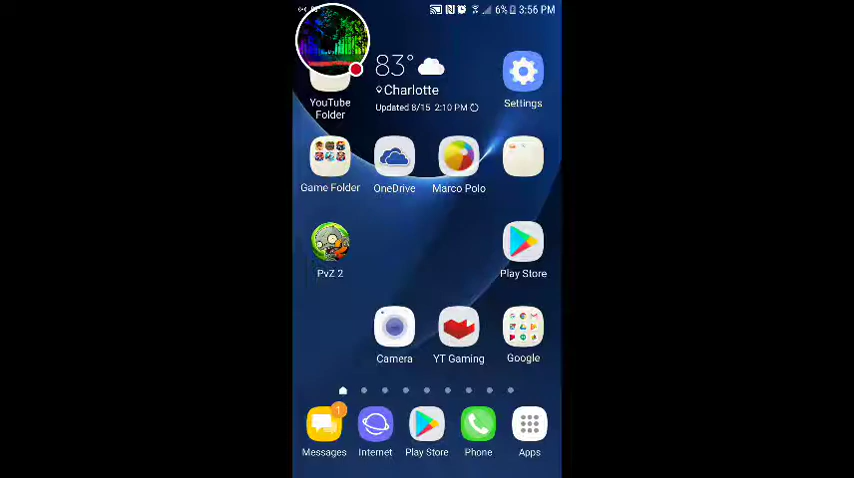 6% 3:56 PM
83°
Charlotte
Updated 8/15 2:10 PM
YouTube
Folder
Settings
Game Folder
OneDrive
Marco Polo
PvZ 2
Play Store
Camera
YT Gaming
Google
1
Messages
Internet
Play Store
Phone
Apps